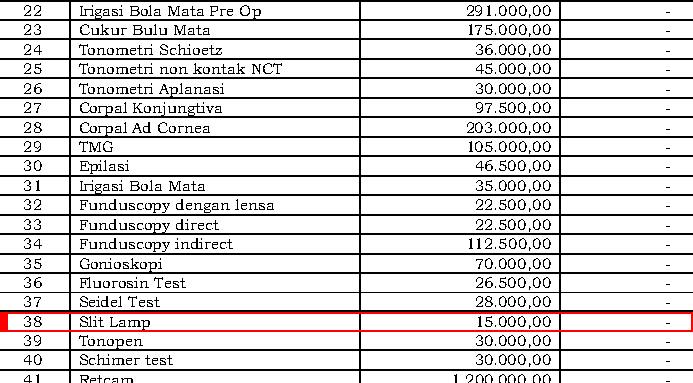 22 Irigasi Bola Mata Pre Op 291.000,00 -
23 Cukur Bulu Mata 175.000,00 -
24 Tonometri Schioetz 36.000,00 -
25 Tonometri non kontak NCT 45.000,00 -
26 Tonometri Aplanasi 30.000,00 -
27 Corpal Konjungtiva 97.500,00 -
28 Corpal Ad Cornea 203.000,00 -
29 TMG 105.000,00 -
30 Epilasi 46.500,00 -
31 Irigasi Bola Mata 35.000,00 -
32 Funduscopy dengan lensa 22.500,00 -
33 Funduscopy direct 22.500,00 -
34 Funduscopy indirect 112.500,00 -
35 Gonioskopi 70.000,00 -
36 Fluorosin Test 26.500,00 -
37 Seidel Test 28.000,00 -
38 Slit Lamp 15.000,00 -
39 Tonopen 30.000,00 -
40 Schimer test 30.000,00 -
41 Retcam 1.200.000,00 -